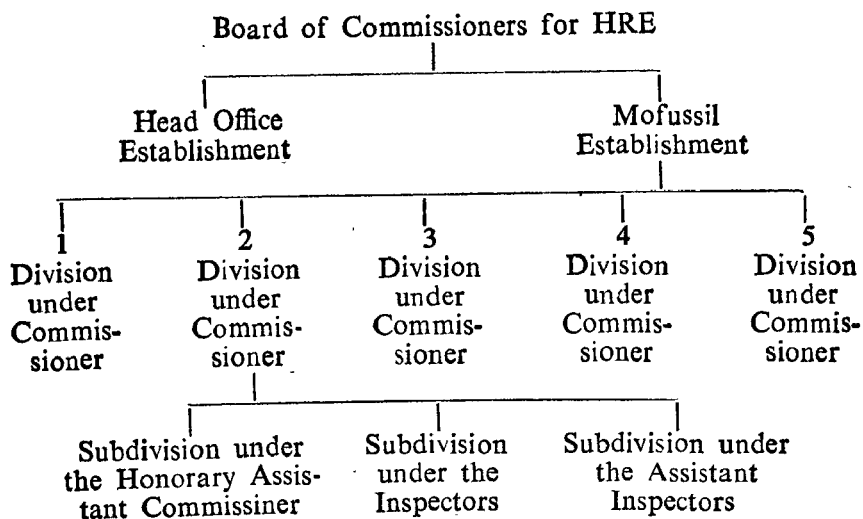 Board of Commissioners for HRE
Head Office
Establishment
Mofussil
Establishment
1
Division
under
Commis-
sioner
2
Division
under
Commis-
sioner
3
Division
under
Commis-
sioner
4
Division
under
Commis-
sioner
5
Division
under
Commis-
sioner
Subdivision under
the Honorary Assis-
tant Commissiner
Subdivision
under the
Inspectors
Subdivision under
the Assistant
Inspectors